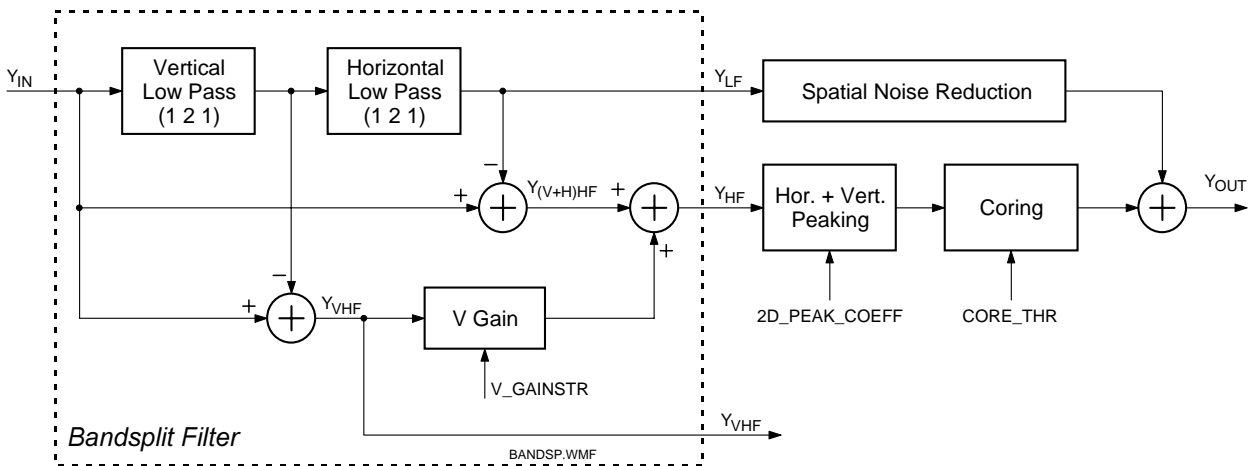 Y_IN
Vertical
Low Pass
(1 2 1)
Horizontal
Low Pass
(1 2 1)
Y_LF
Spatial Noise Reduction
−
+
Y_(V+H)HF
+
+
+
Y_HF
Hor. + Vert.
Peaking
Coring
+
Y_OUT
−
+
+
Y_VHF
V Gain
+
2D_PEAK_COEFF
CORE_THR
V_GAINSTR
Y_VHF
Bandsplit Filter
BANDSP.WMF